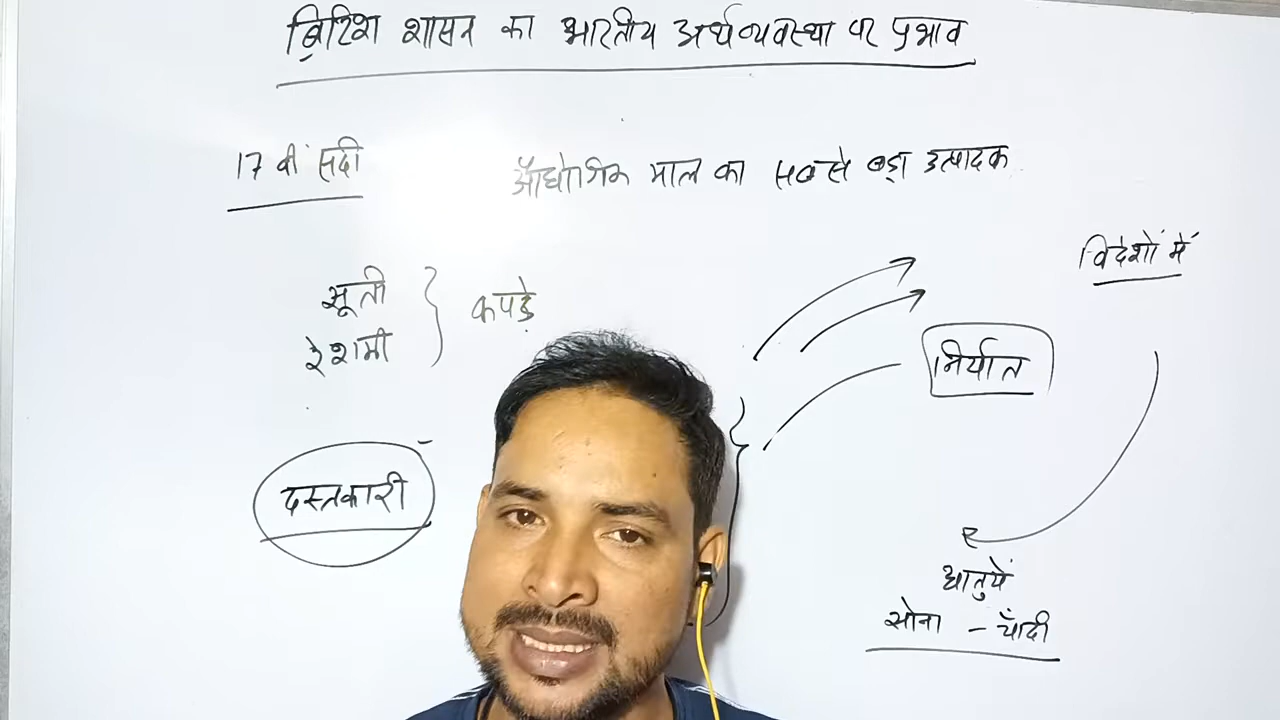 ब्रिटिश शासन का भारतीय अर्थव्यवस्था पर प्रभाव
17 वीं सदी
औद्योगिक माल का सबसे बड़ा उत्पादक
विदेशों में
सूती
रेशमी
कपड़े
निर्यात
दस्तकारी
धातुयें
सोना - चाँदी